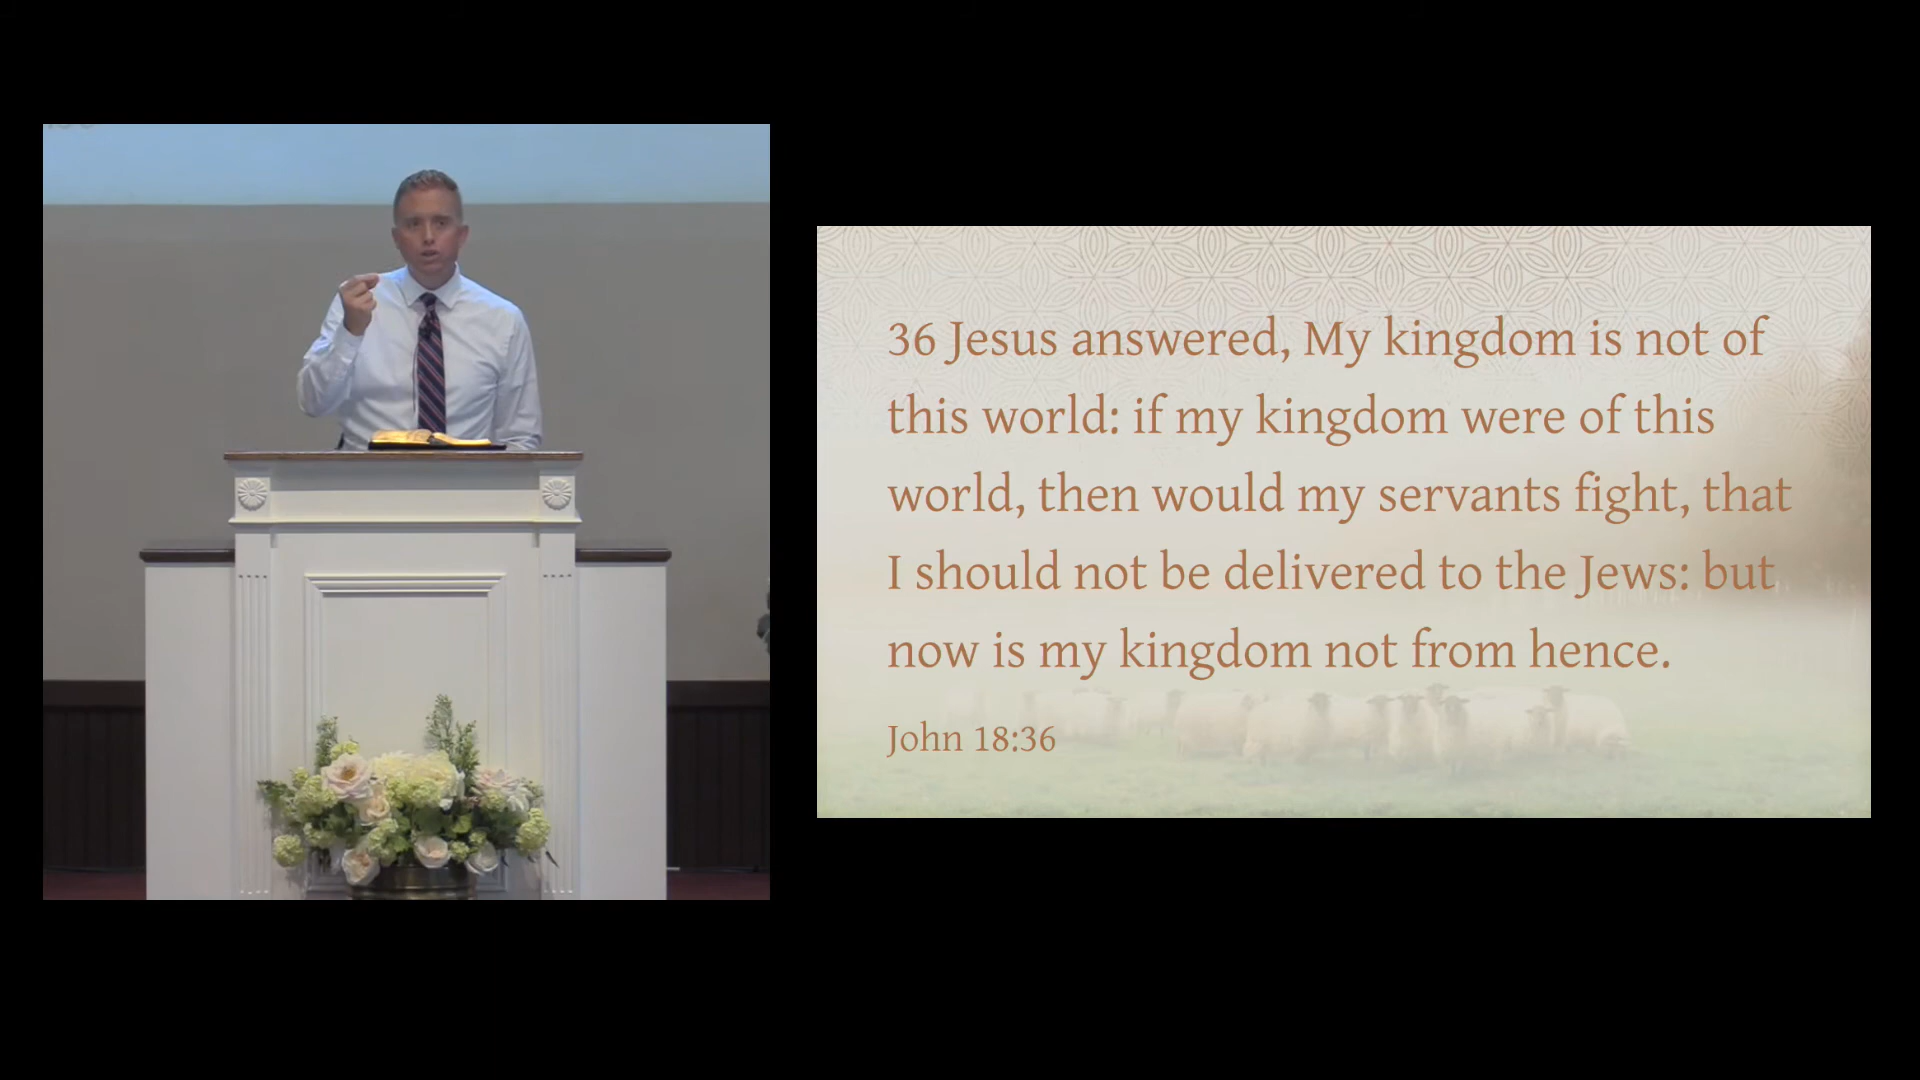 36 Jesus answered, My kingdom is not of
this world: if my kingdom were of this
world, then would my servants fight, that
I should not be delivered to the Jews: but
now is my kingdom not from hence.
John 18:36